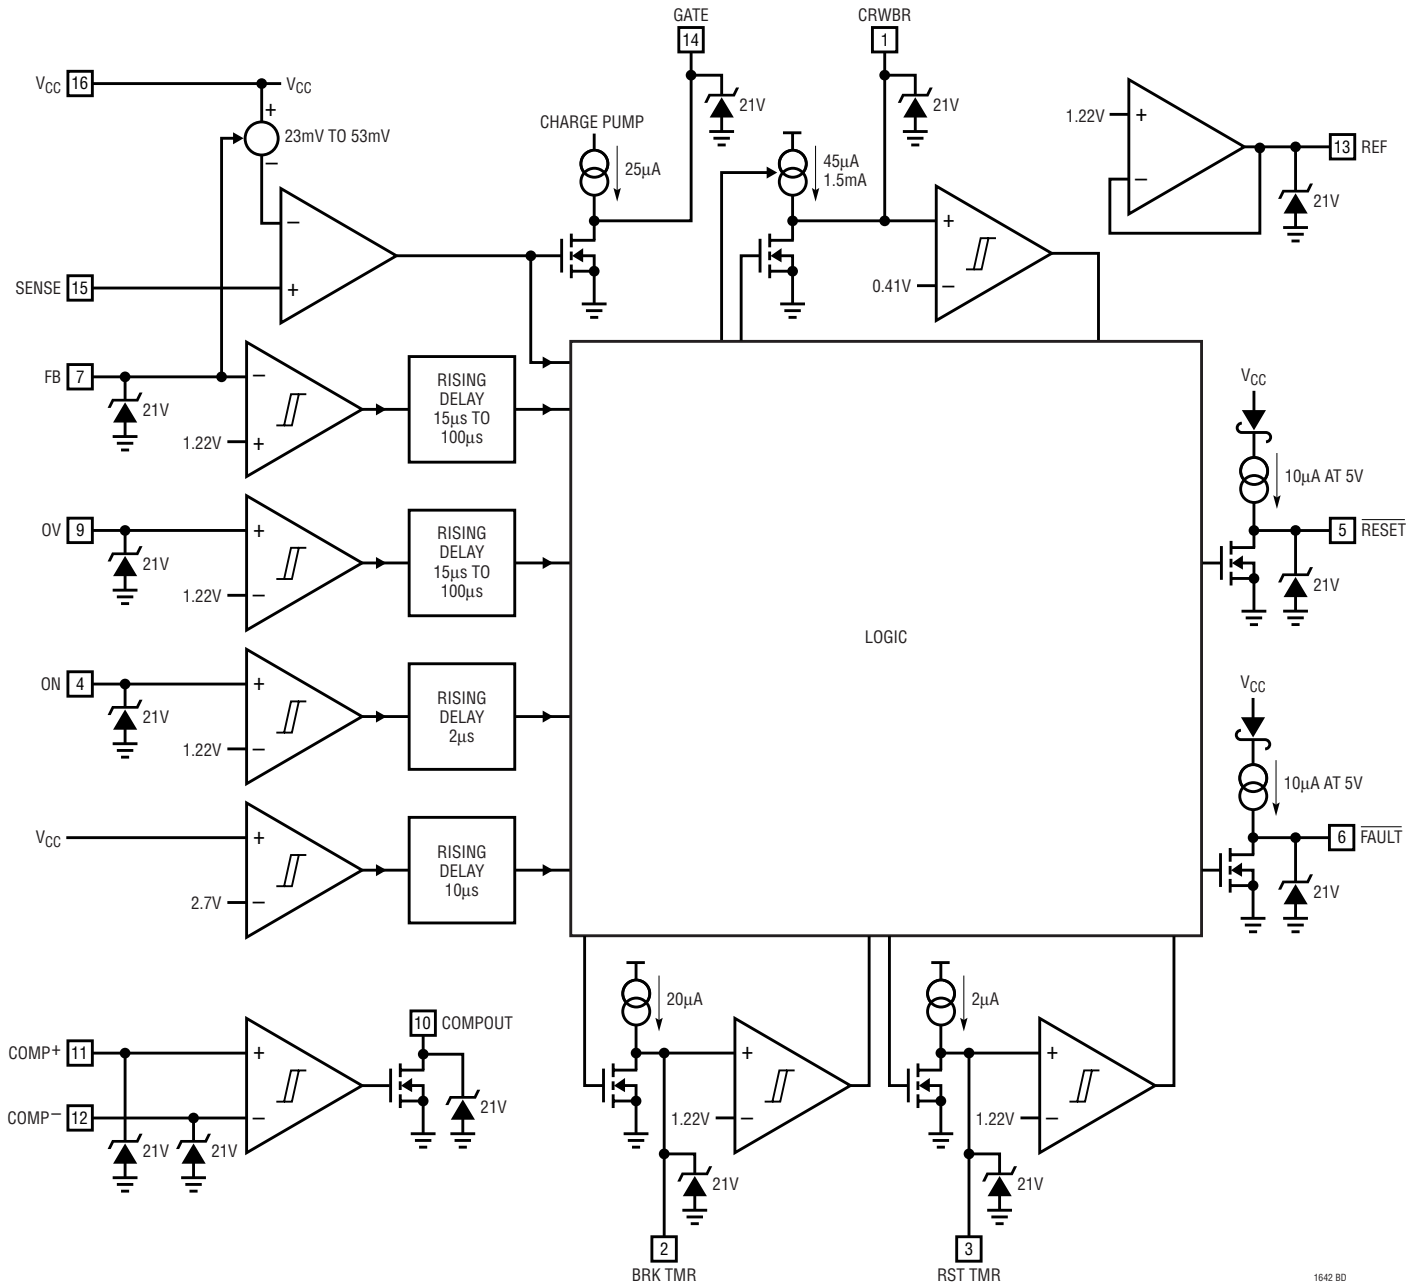 GATE
14
CRWBR
1
VCC 16
VCC
+
23mV TO 53mV
−
CHARGE PUMP
25µA
21V
45µA
1.5mA
21V
1.22V
+
−
13 REF
21V
−
+
SENSE 15
+
−
0.41V
FB 7
−
21V
1.22V
+
RISING
DELAY
15µs TO
100µs
VCC
10µA AT 5V
OV 9
+
21V
1.22V
−
RISING
DELAY
15µs TO
100µs
5 RESET
21V
LOGIC
ON 4
+
21V
1.22V
−
RISING
DELAY
2µs
VCC
10µA AT 5V
VCC
+
2.7V
−
RISING
DELAY
10µs
6 FAULT
21V
20µA
2µA
10 COMPOUT
COMP+ 11
+
COMP− 12
−
21V
21V
21V
+
1.22V
−
21V
+
1.22V
−
21V
2
BRK TMR
3
RST TMR
1642 BD